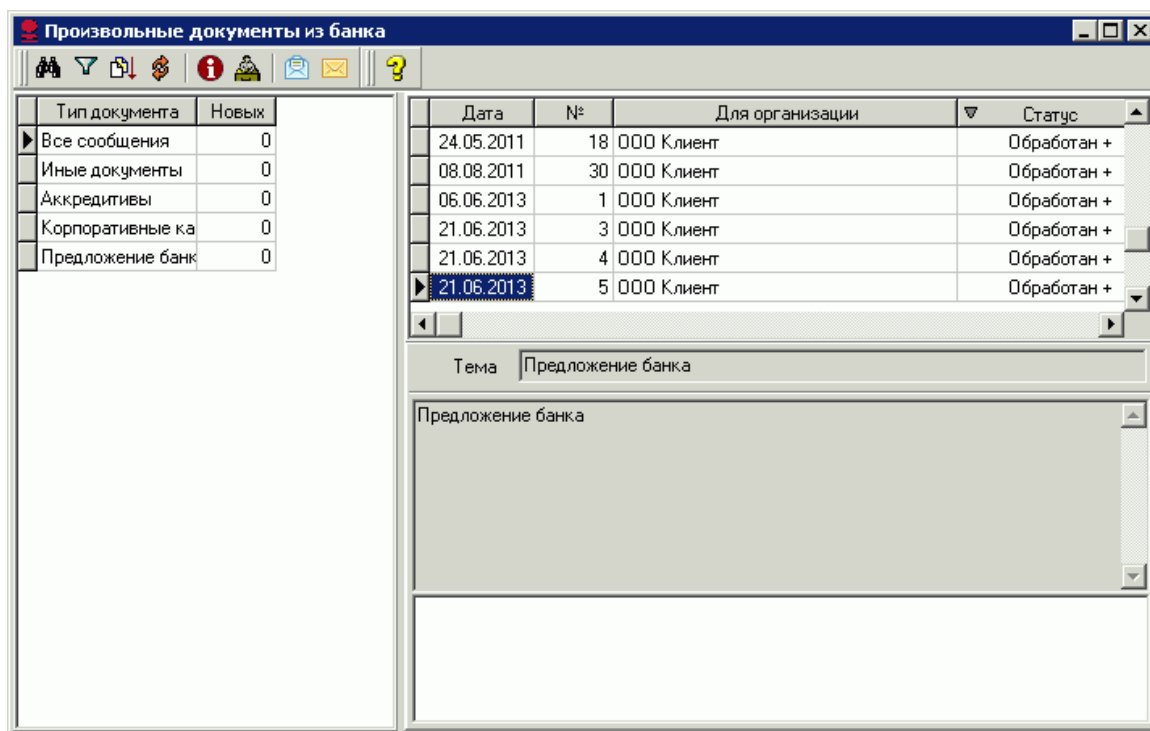 Произвольные документы из банка
Тип документа Новых
Все сообщения 0
Иные документы 0
Аккредитивы 0
Корпоративные ка 0
Предложение банк 0
Дата № Для организации Статус
24.05.2011 18 ООО Клиент Обработан +
08.08.2011 30 ООО Клиент Обработан +
06.06.2013 1 ООО Клиент Обработан +
21.06.2013 3 ООО Клиент Обработан +
21.06.2013 4 ООО Клиент Обработан +
21.06.2013 5 ООО Клиент Обработан +
Тема Предложение банка
Предложение банка